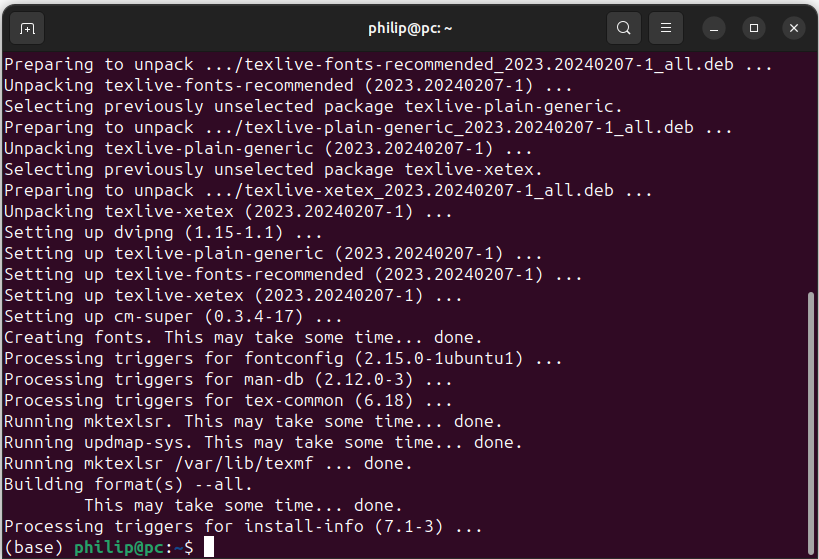 philip@pc: ~
Preparing to unpack .../texlive-fonts-recommended_2023.20240207-1_all.deb ...
Unpacking texlive-fonts-recommended (2023.20240207-1) ...
Selecting previously unselected package texlive-plain-generic.
Preparing to unpack .../texlive-plain-generic_2023.20240207-1_all.deb ...
Unpacking texlive-plain-generic (2023.20240207-1) ...
Selecting previously unselected package texlive-xetex.
Preparing to unpack .../texlive-xetex_2023.20240207-1_all.deb ...
Unpacking texlive-xetex (2023.20240207-1) ...
Setting up dvipng (1.15-1.1) ...
Setting up texlive-plain-generic (2023.20240207-1) ...
Setting up texlive-fonts-recommended (2023.20240207-1) ...
Setting up texlive-xetex (2023.20240207-1) ...
Setting up cm-super (0.3.4-17) ...
Creating fonts. This may take some time... done.
Processing triggers for fontconfig (2.15.0-1ubuntu1) ...
Processing triggers for man-db (2.12.0-3) ...
Processing triggers for tex-common (6.18) ...
Running mktexlsr. This may take some time... done.
Running updmap-sys. This may take some time... done.
Running mktexlsr /var/lib/texmf ... done.
Building format(s) --all.
        This may take some time... done.
Processing triggers for install-info (7.1-3) ...
(base) philip@pc:~$